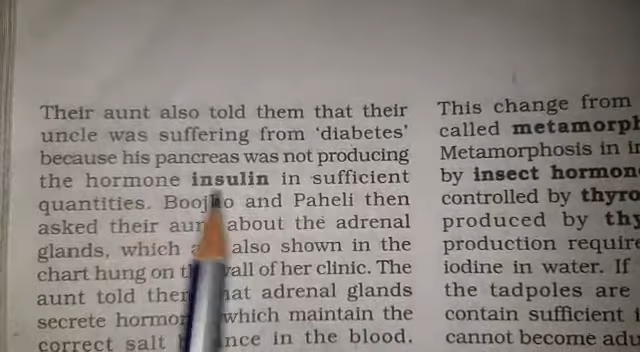 Their aunt also told them that their
uncle was suffering from 'diabetes'
because his pancreas was not producing
the hormone insulin in sufficient
quantities. and Paheli then
asked their about the adrenal
glands, which also shown in the
chart hung on of her clinic. The
aunt told adrenal glands
secrete which maintain the
correct salt in the blood.
This change from
called
Metamorphosis in
by insect
controlled by
produced by
production
iodine in water. If
the tadpoles are
contain sufficient
cannot become